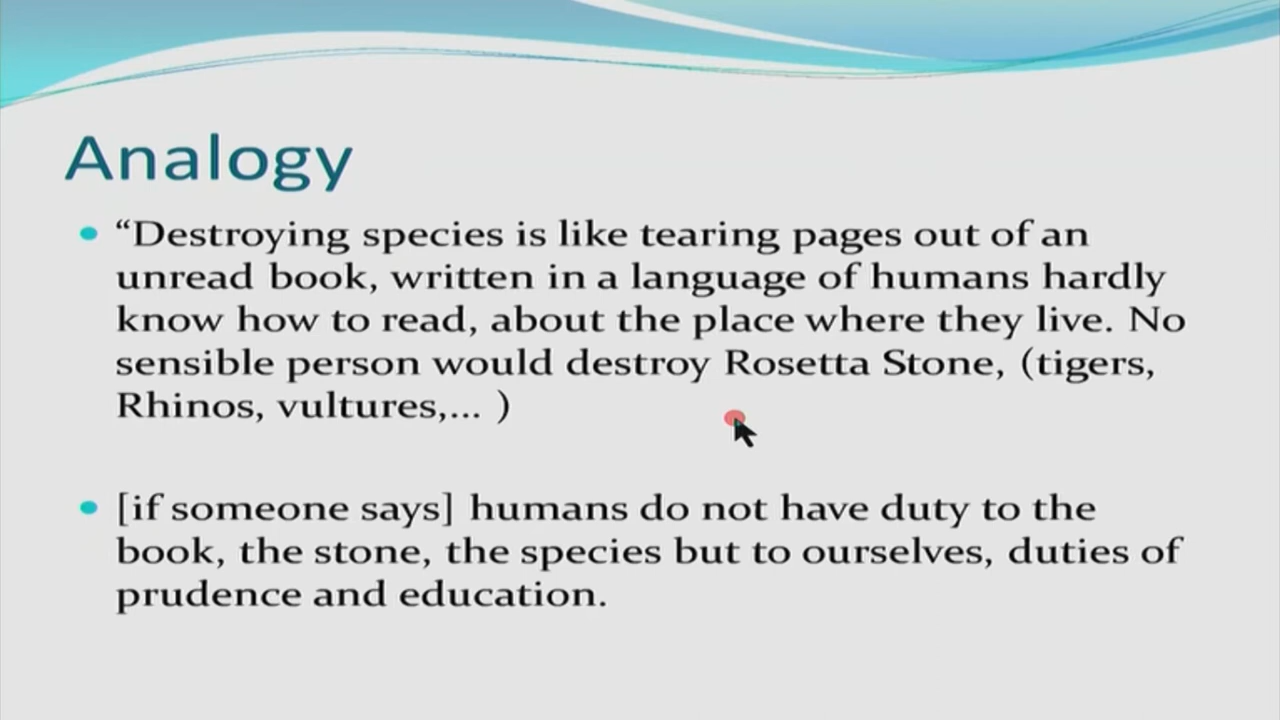 Analogy
• “Destroying species is like tearing pages out of an
unread book, written in a language of humans hardly
know how to read, about the place where they live. No
sensible person would destroy Rosetta Stone, (tigers,
Rhinos, vultures,... )
• [if someone says] humans do not have duty to the
book, the stone, the species but to ourselves, duties of
prudence and education.